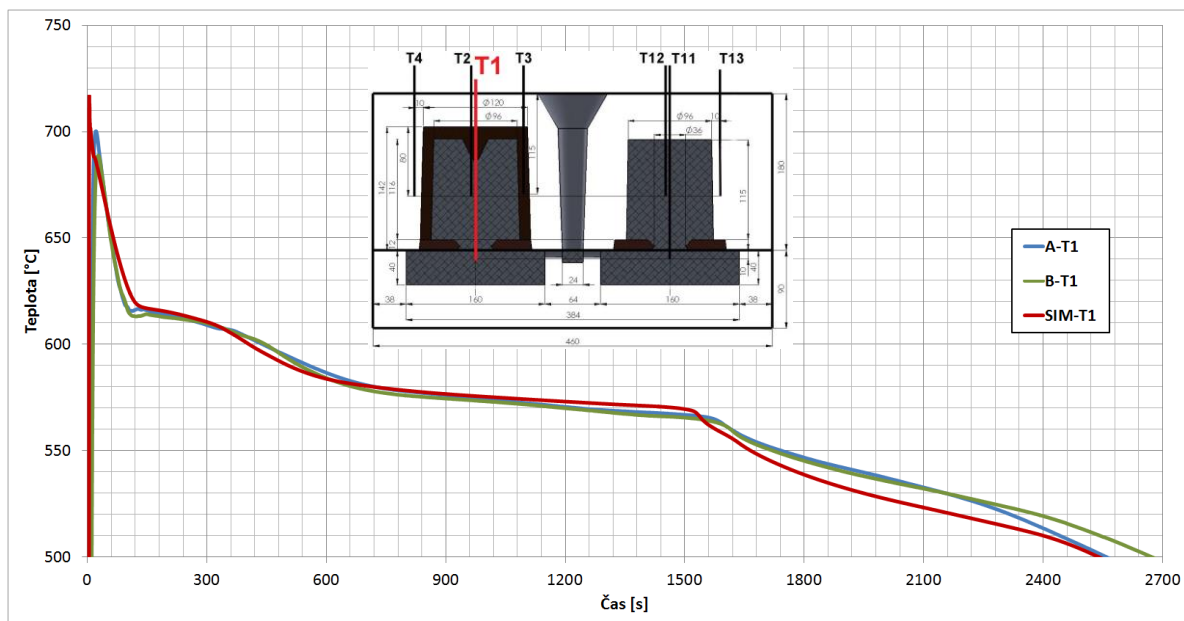 750
700
650
600
550
500
Teplota [°C]
0 300 600 900 1200 1500 1800 2100 2400 2700
Čas [s]
T4 T2 T1 T3 T12 T11 T13
10 Ø120 Ø96 Ø96 10
Ø36
142 116 80 115 115 180
12
40 24 10 40 90
38 160 64 160 38
384
460
A-T1
B-T1
SIM-T1